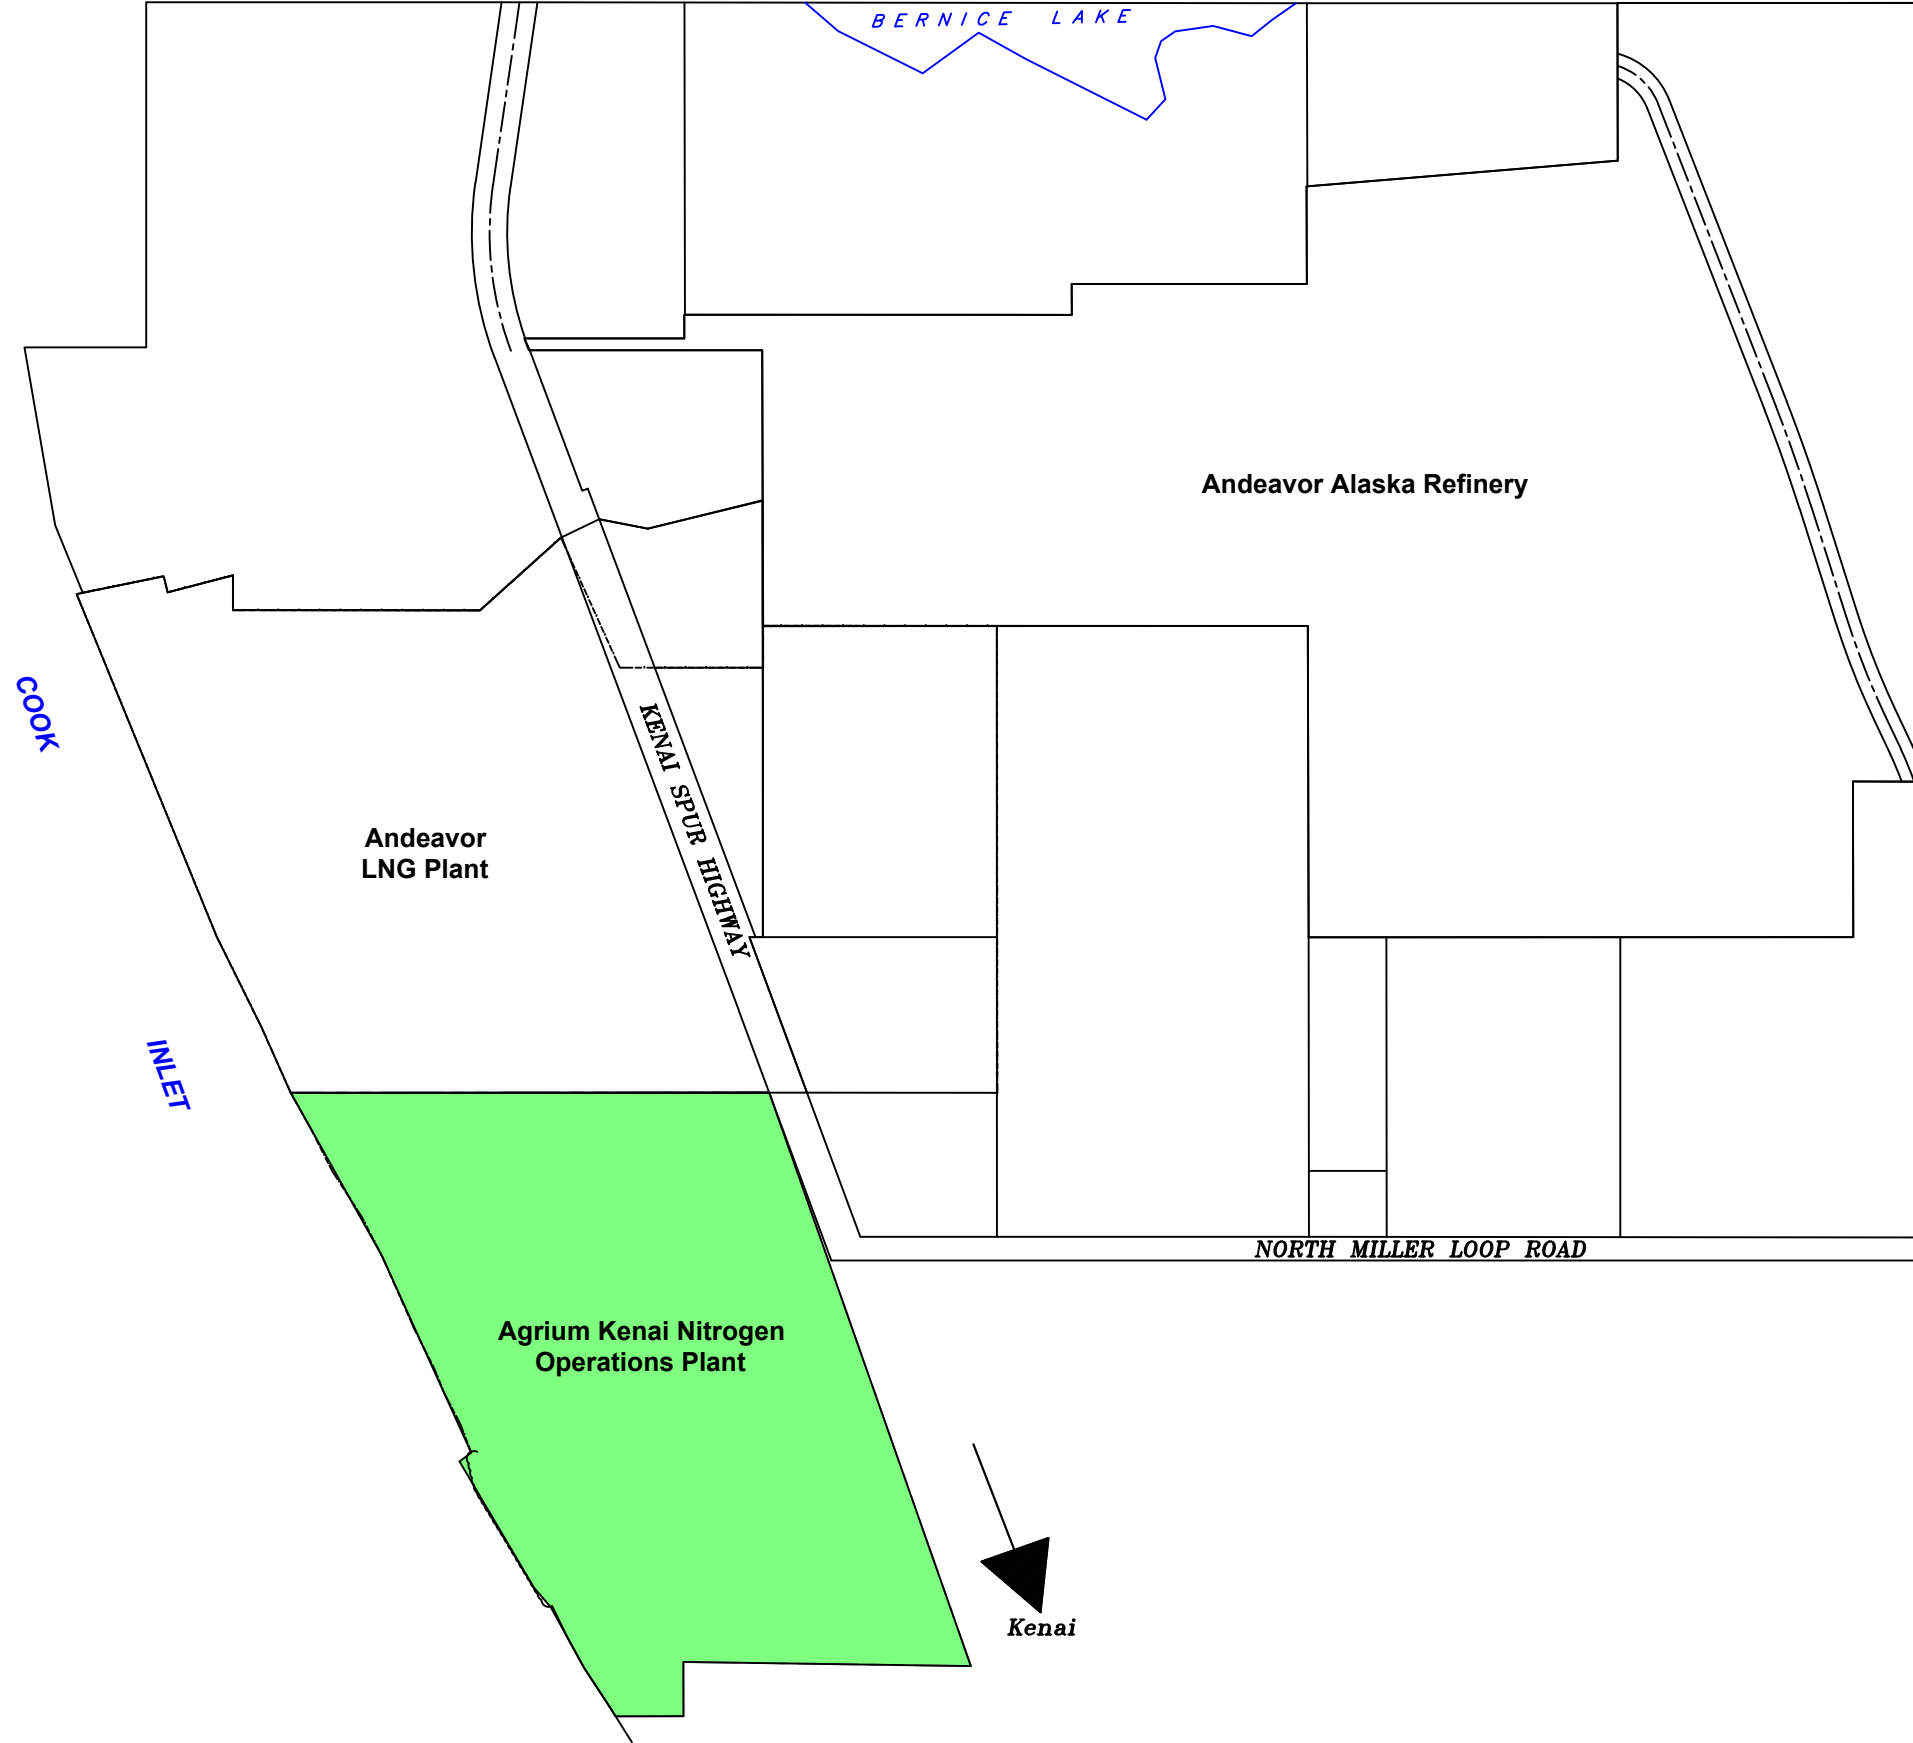 BERNICE LAKE
Andeavor Alaska Refinery
COOK
KENAI SPUR HIGHWAY
Andeavor
LNG Plant
INLET
NORTH MILLER LOOP ROAD
Agrium Kenai Nitrogen
Operations Plant
Kenai